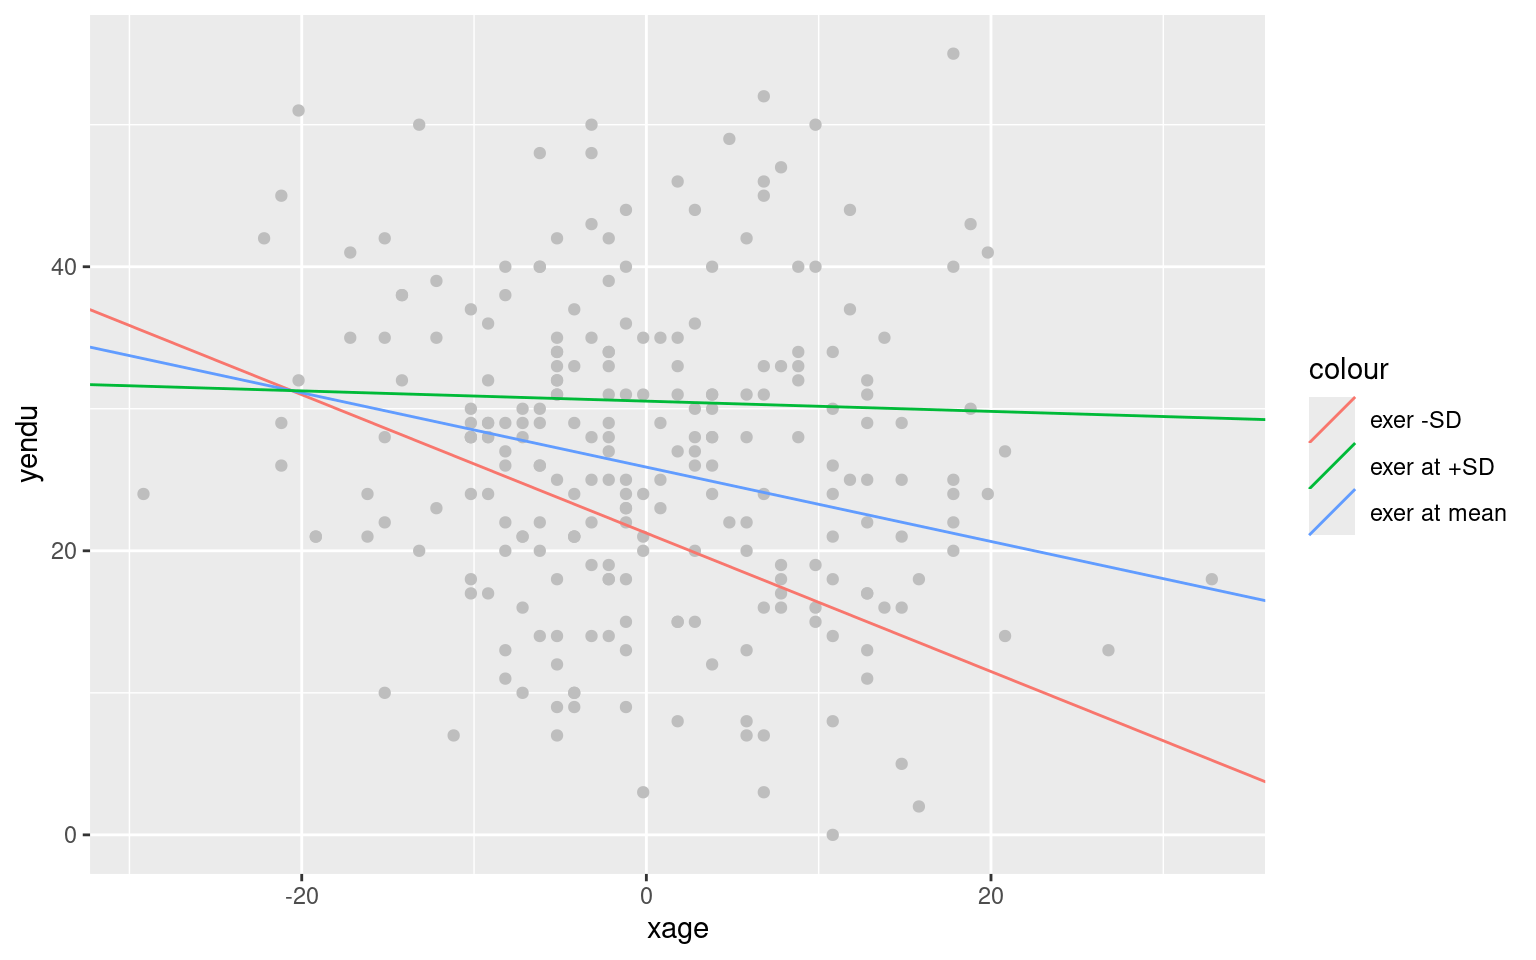 yendu
40
20
0
-20
0
20
xage
colour
exer -SD
exer at +SD
exer at mean